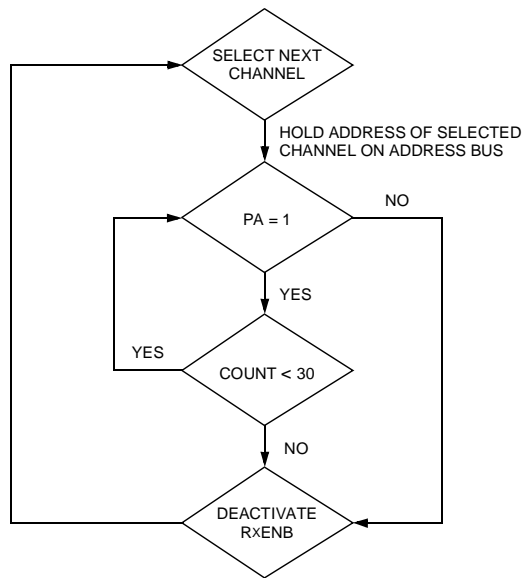 SELECT NEXT
CHANNEL
HOLD ADDRESS OF SELECTED
CHANNEL ON ADDRESS BUS
PA = 1
NO
YES
YES
COUNT < 30
NO
DEACTIVATE
RXENB